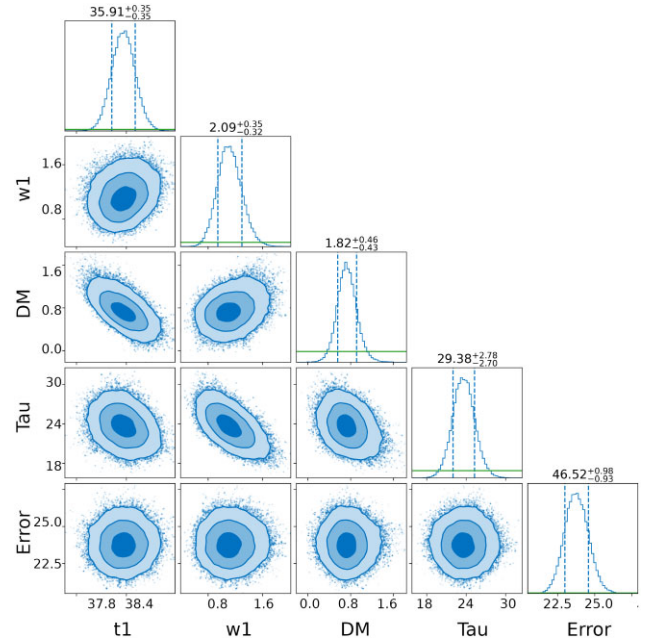 35.91+0.35−0.35
2.09+0.35−0.32
w1
1.6
0.8
1.82+0.46−0.43
DM
1.6
0.8
0.0
29.38+2.78−2.70
Tau
30
24
18
46.52+0.98−0.93
Error
25.0
22.5
37.8 38.4
0.8 1.6
0.0 0.8 1.6
18 24 30
22.5 25.0
t1 w1 DM Tau Error